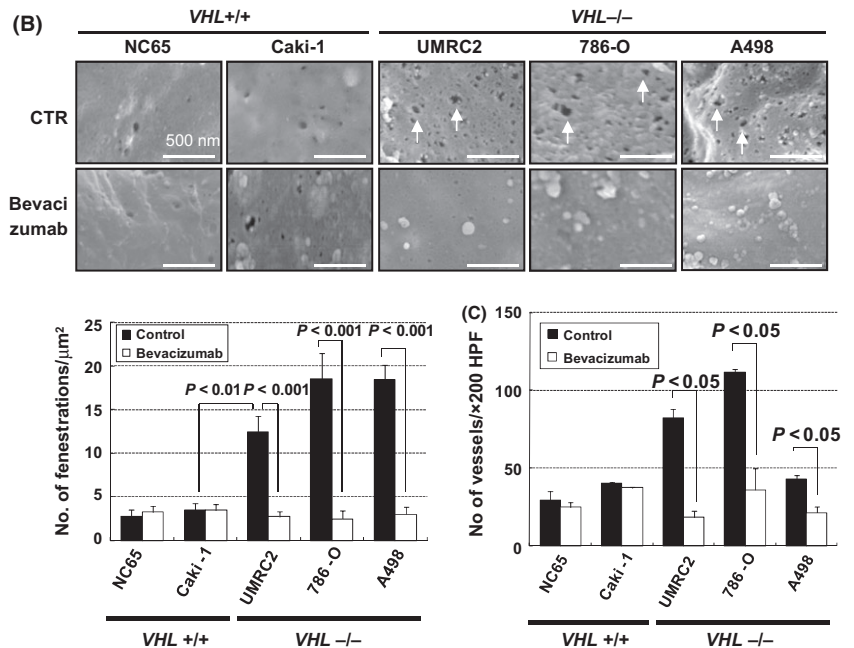 (B)
VHL+/+ VHL–/–
NC65 Caki-1 UMRC2 786-O A498
CTR
500 nm
Bevaci
zumab
25
20
15
10
5
0
No. of fenestrations/μm²
Control
Bevacizumab
P < 0.01
P < 0.001
P < 0.001
P < 0.001
NC65
Caki -1
UMRC2
786 -O
A498
VHL +/+ VHL –/–
(C)
150
100
50
0
No of vessels/×200 HPF
Control
Bevacizumab
P < 0.05
P < 0.05
P < 0.05
NC65
Caki -1
UMRC2
786 -O
A498
VHL +/+ VHL –/–